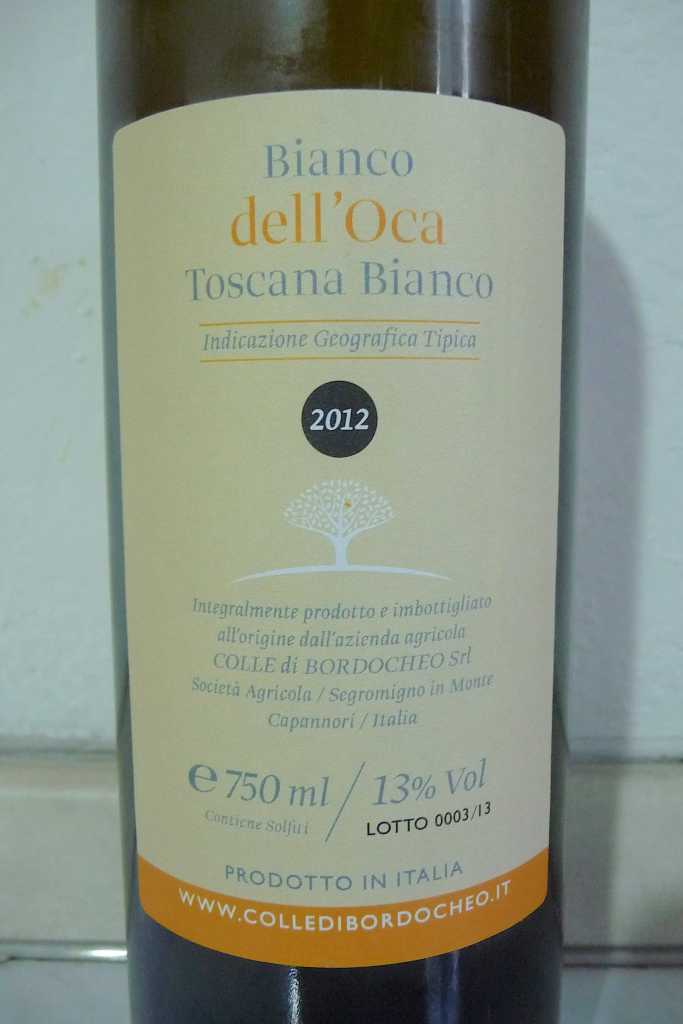 Bianco
dell'Oca
Toscana Bianco
Indicazione Geografica Tipica
2012
Integralmente prodotto e imbottigliato
all'origine dall'azienda agricola
COLLE di BORDOCHEO Srl
Società Agricola / Segromigno in Monte
Capannori / Italia
℮ 750 ml / 13% Vol
Contiene Solfiti
LOTTO 0003/13
PRODOTTO IN ITALIA
WWW.COLLEDIBORDOCHEO.IT